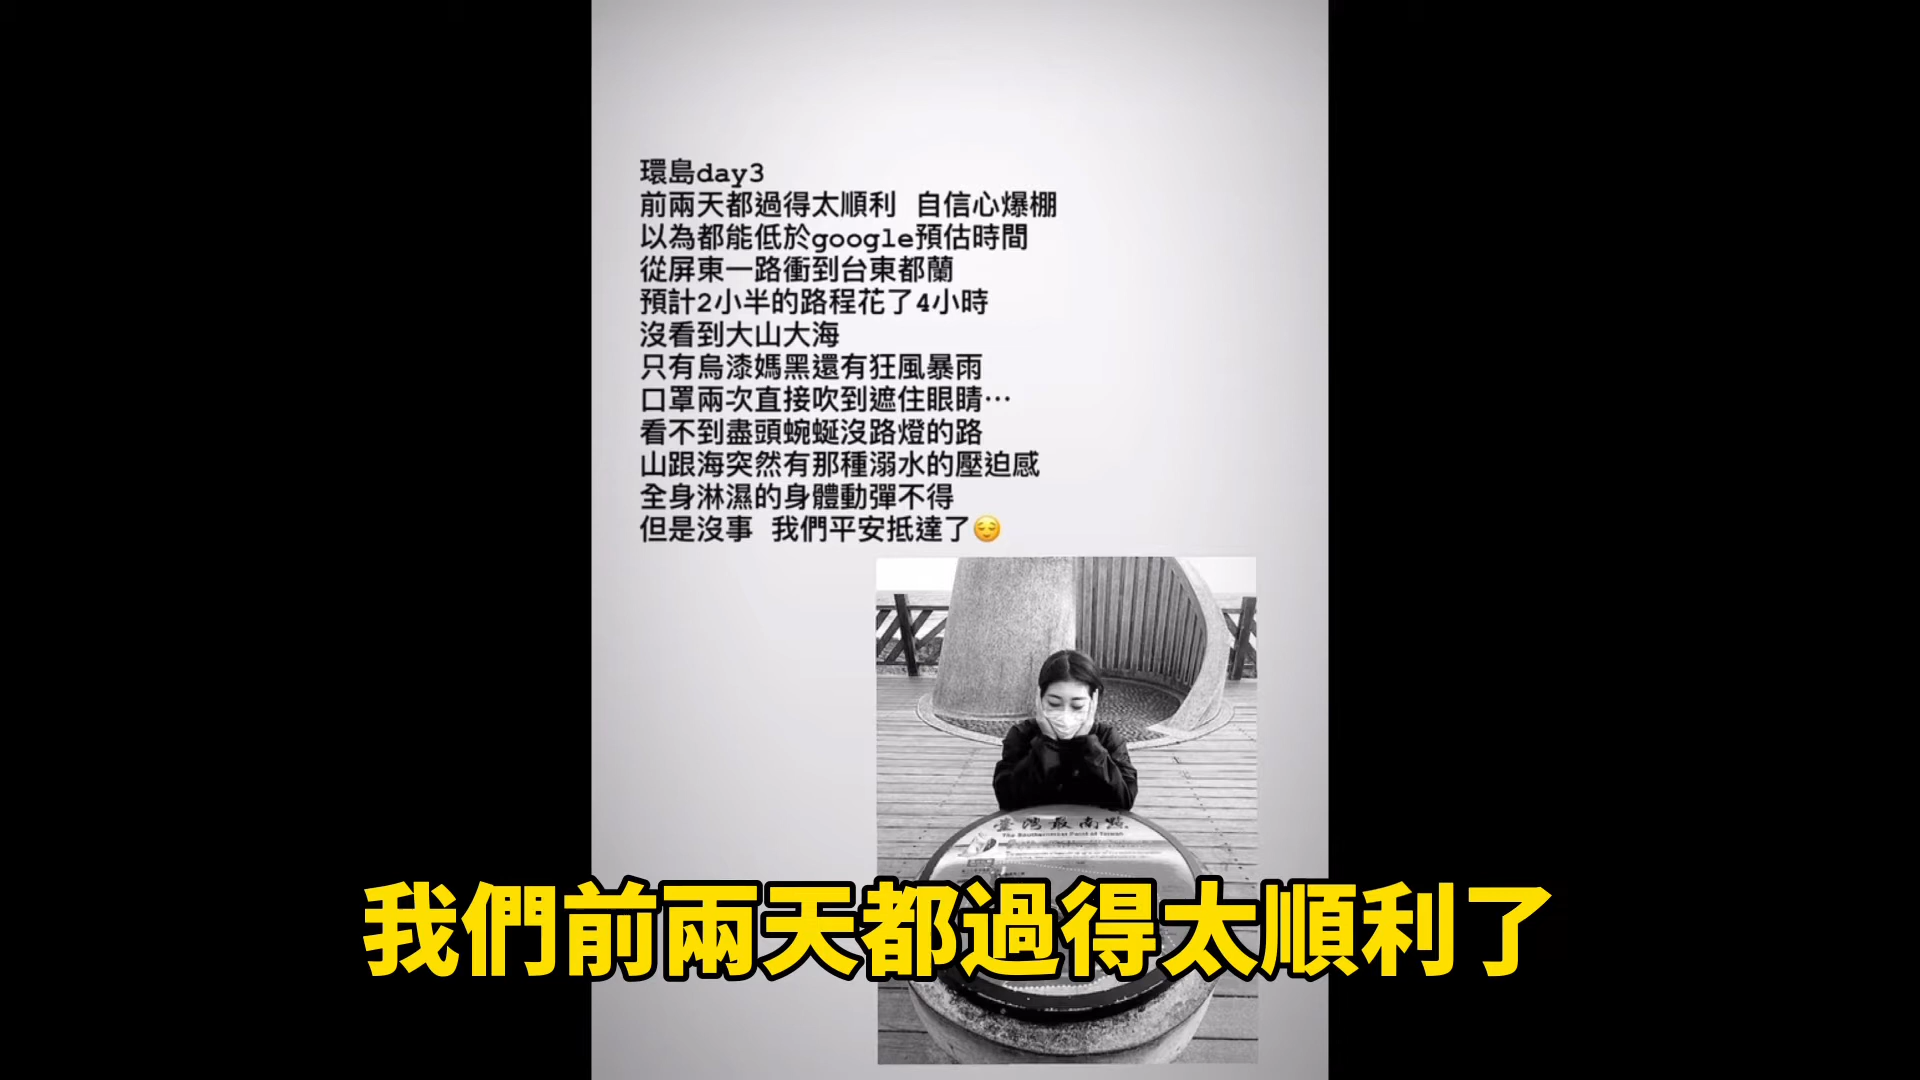 環島day3
前兩天都過得太順利 自信心爆棚
以為都能低於google預估時間
從屏東一路衝到台東都蘭
預計2小半的路程花了4小時
沒看到大山大海
只有烏漆媽黑還有狂風暴雨
口罩兩次直接吹到遮住眼睛…
看不到盡頭蜿蜒沒路燈的路
山跟海突然有那種溺水的壓迫感
全身淋濕的身體動彈不得
但是沒事 我們平安抵達了😌
臺灣最南點
The Southernmost Point of Taiwan
我們前兩天都過得太順利了